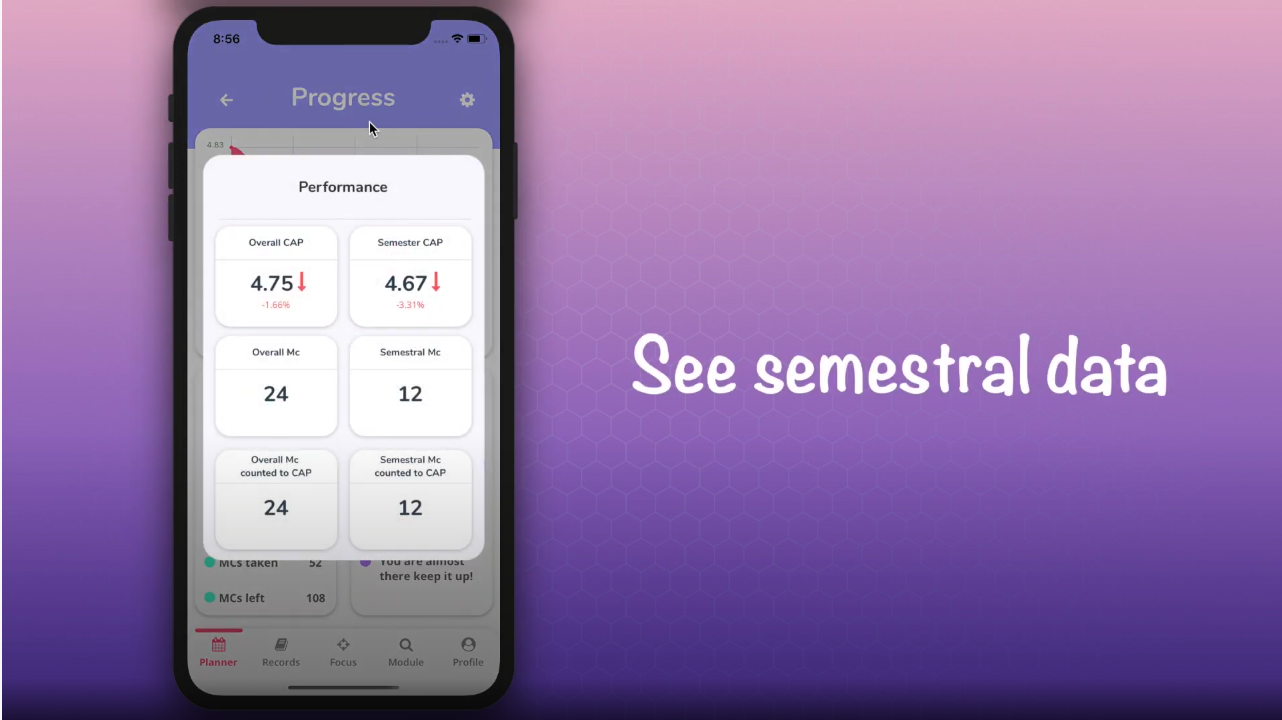 8:56
Progress
4.83
Performance
Overall CAP
4.75
-1.66%
Semester CAP
4.67
-3.31%
Overall Mc
24
Semestral Mc
12
Overall Mc
counted to CAP
24
Semestral Mc
counted to CAP
12
MCs taken 52
MCs left 108
You are almost
there keep it up!
Planner
Records
Focus
Module
Profile
See semestral data